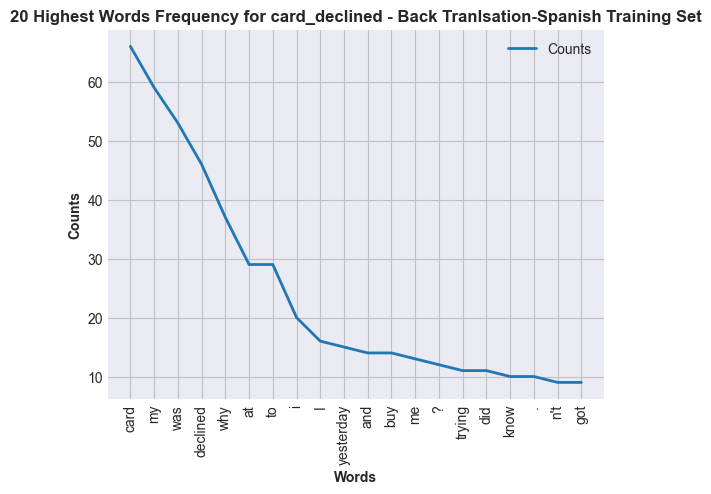 20 Highest Words Frequency for card_declined - Back Tranlsation-Spanish Training Set
Counts
60
50
40
30
20
10
Counts
card
my
was
declined
why
at
to
i
I
yesterday
and
buy
me
?
trying
did
know
.
n't
got
Words